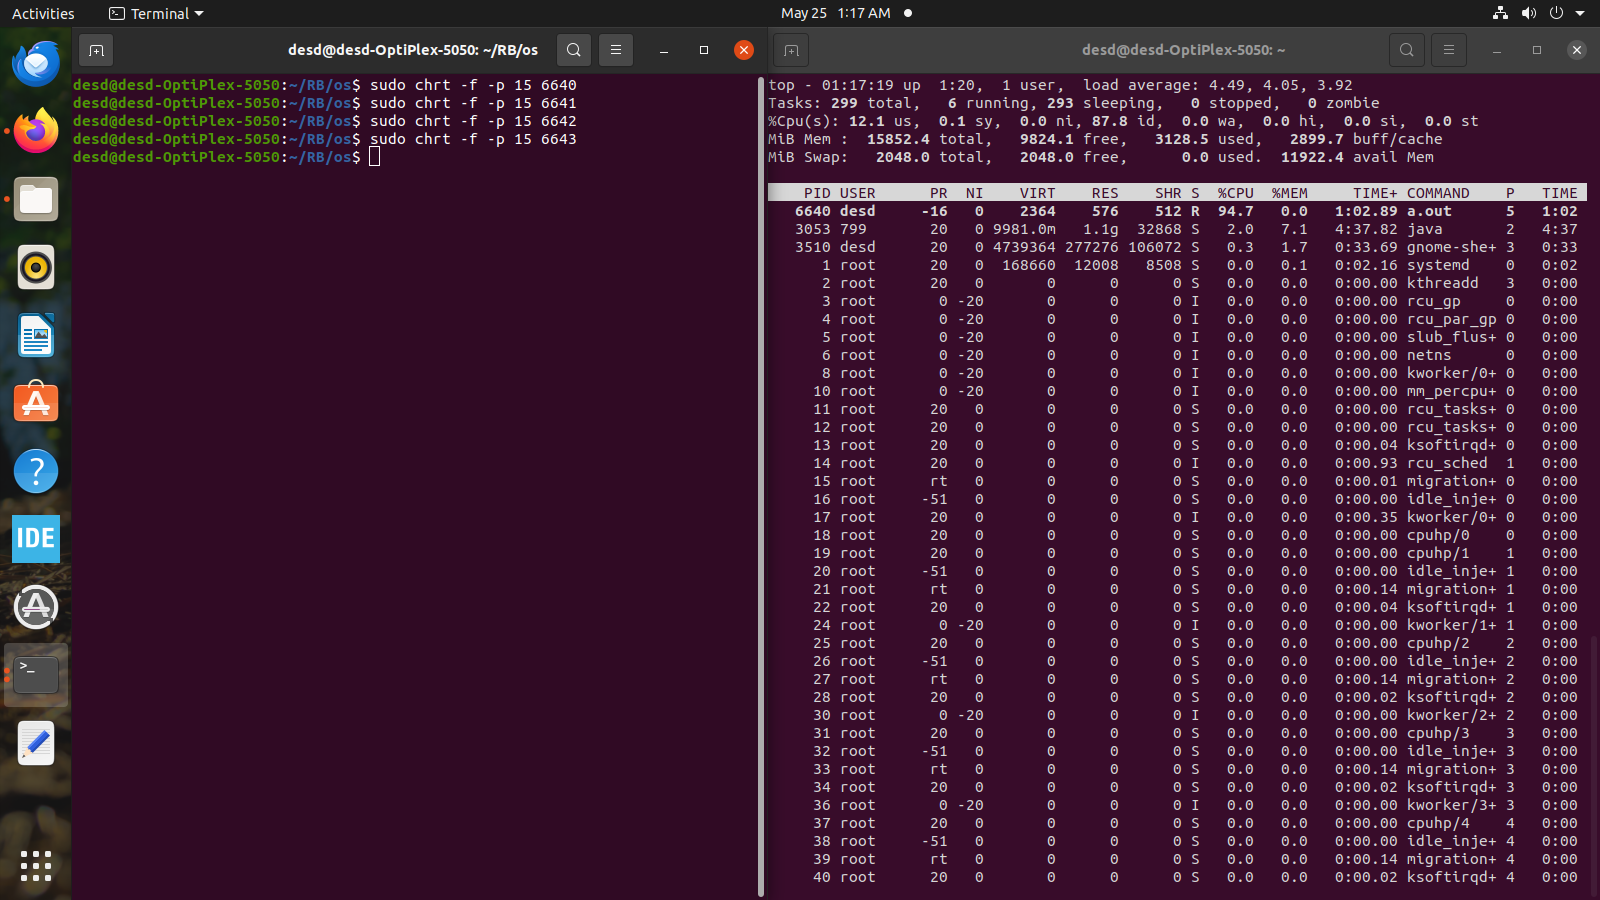 Activities
Terminal
May 25 1:17 AM
desd@desd-OptiPlex-5050: ~/RB/os
desd@desd-OptiPlex-5050:~/RB/os$ sudo chrt -f -p 15 6640
desd@desd-OptiPlex-5050:~/RB/os$ sudo chrt -f -p 15 6641
desd@desd-OptiPlex-5050:~/RB/os$ sudo chrt -f -p 15 6642
desd@desd-OptiPlex-5050:~/RB/os$ sudo chrt -f -p 15 6643
desd@desd-OptiPlex-5050:~/RB/os$
IDE
>_
desd@desd-OptiPlex-5050: ~
top - 01:17:19 up  1:20,  1 user,  load average: 4.49, 4.05, 3.92
Tasks: 299 total,   6 running, 293 sleeping,   0 stopped,   0 zombie
%Cpu(s): 12.1 us,  0.1 sy,  0.0 ni, 87.8 id,  0.0 wa,  0.0 hi,  0.0 si,  0.0 st
MiB Mem :  15852.4 total,   9824.1 free,   3128.5 used,   2899.7 buff/cache
MiB Swap:   2048.0 total,   2048.0 free,      0.0 used.  11922.4 avail Mem
PID USER PR NI VIRT RES SHR S %CPU %MEM TIME+ COMMAND P TIME
6640 desd -16 0 2364 576 512 R 94.7 0.0 1:02.89 a.out 5 1:02
3053 799 20 0 9981.0m 1.1g 32868 S 2.0 7.1 4:37.82 java 2 4:37
3510 desd 20 0 4739364 277276 106072 S 0.3 1.7 0:33.69 gnome-she+ 3 0:33
1 root 20 0 168660 12008 8508 S 0.0 0.1 0:02.16 systemd 0 0:02
2 root 20 0 0 0 0 S 0.0 0.0 0:00.00 kthreadd 3 0:00
3 root 0 -20 0 0 0 I 0.0 0.0 0:00.00 rcu_gp 0 0:00
4 root 0 -20 0 0 0 I 0.0 0.0 0:00.00 rcu_par_gp 0 0:00
5 root 0 -20 0 0 0 I 0.0 0.0 0:00.00 slub_flus+ 0 0:00
6 root 0 -20 0 0 0 I 0.0 0.0 0:00.00 netns 0 0:00
8 root 0 -20 0 0 0 I 0.0 0.0 0:00.00 kworker/0+ 0 0:00
10 root 0 -20 0 0 0 I 0.0 0.0 0:00.00 mm_percpu+ 0 0:00
11 root 20 0 0 0 0 S 0.0 0.0 0:00.00 rcu_tasks+ 0 0:00
12 root 20 0 0 0 0 S 0.0 0.0 0:00.00 rcu_tasks+ 0 0:00
13 root 20 0 0 0 0 S 0.0 0.0 0:00.04 ksoftirqd+ 0 0:00
14 root 20 0 0 0 0 I 0.0 0.0 0:00.93 rcu_sched 1 0:00
15 root rt 0 0 0 0 S 0.0 0.0 0:00.01 migration+ 0 0:00
16 root -51 0 0 0 0 S 0.0 0.0 0:00.00 idle_inje+ 0 0:00
17 root 20 0 0 0 0 I 0.0 0.0 0:00.35 kworker/0+ 0 0:00
18 root 20 0 0 0 0 S 0.0 0.0 0:00.00 cpuhp/0 0 0:00
19 root 20 0 0 0 0 S 0.0 0.0 0:00.00 cpuhp/1 1 0:00
20 root -51 0 0 0 0 S 0.0 0.0 0:00.00 idle_inje+ 1 0:00
21 root rt 0 0 0 0 S 0.0 0.0 0:00.14 migration+ 1 0:00
22 root 20 0 0 0 0 S 0.0 0.0 0:00.04 ksoftirqd+ 1 0:00
24 root 0 -20 0 0 0 I 0.0 0.0 0:00.00 kworker/1+ 1 0:00
25 root 20 0 0 0 0 S 0.0 0.0 0:00.00 cpuhp/2 2 0:00
26 root -51 0 0 0 0 S 0.0 0.0 0:00.00 idle_inje+ 2 0:00
27 root rt 0 0 0 0 S 0.0 0.0 0:00.14 migration+ 2 0:00
28 root 20 0 0 0 0 S 0.0 0.0 0:00.02 ksoftirqd+ 2 0:00
30 root 0 -20 0 0 0 I 0.0 0.0 0:00.00 kworker/2+ 2 0:00
31 root 20 0 0 0 0 S 0.0 0.0 0:00.00 cpuhp/3 3 0:00
32 root -51 0 0 0 0 S 0.0 0.0 0:00.00 idle_inje+ 3 0:00
33 root rt 0 0 0 0 S 0.0 0.0 0:00.14 migration+ 3 0:00
34 root 20 0 0 0 0 S 0.0 0.0 0:00.02 ksoftirqd+ 3 0:00
36 root 0 -20 0 0 0 I 0.0 0.0 0:00.00 kworker/3+ 3 0:00
37 root 20 0 0 0 0 S 0.0 0.0 0:00.00 cpuhp/4 4 0:00
38 root -51 0 0 0 0 S 0.0 0.0 0:00.00 idle_inje+ 4 0:00
39 root rt 0 0 0 0 S 0.0 0.0 0:00.14 migration+ 4 0:00
40 root 20 0 0 0 0 S 0.0 0.0 0:00.02 ksoftirqd+ 4 0:00